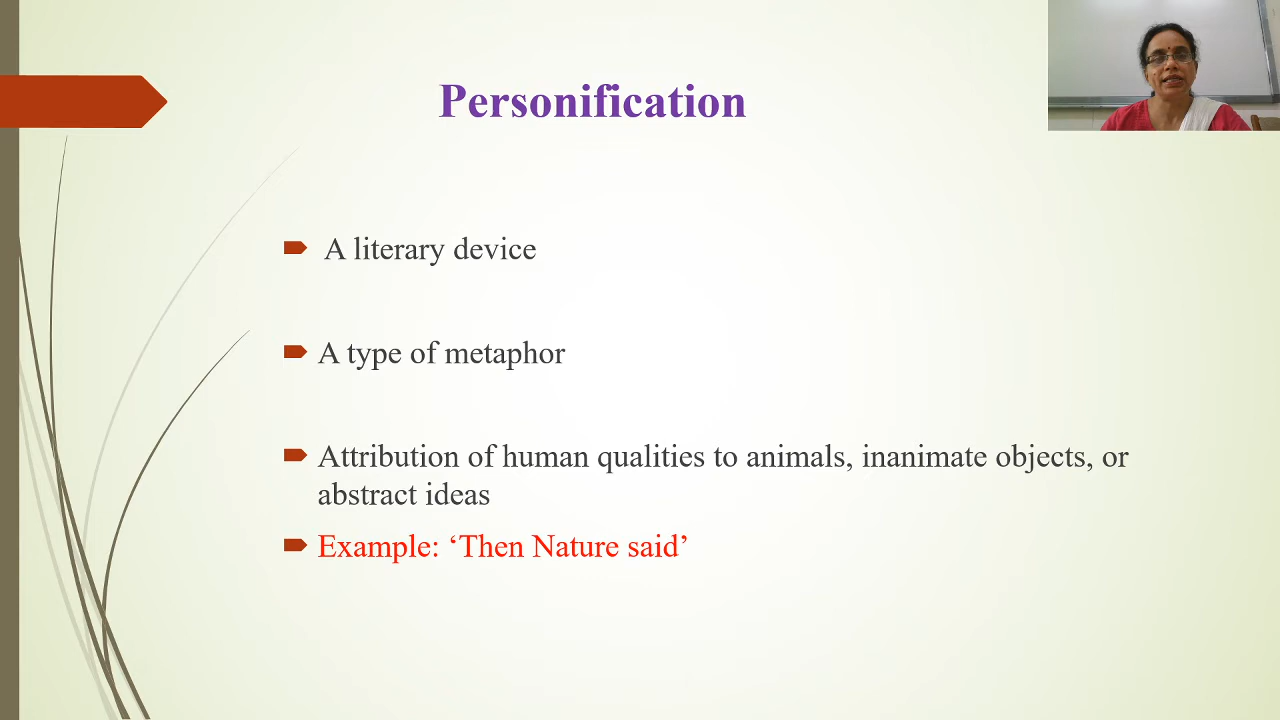 Personification
A literary device
A type of metaphor
Attribution of human qualities to animals, inanimate objects, or
abstract ideas
Example: ‘Then Nature said’